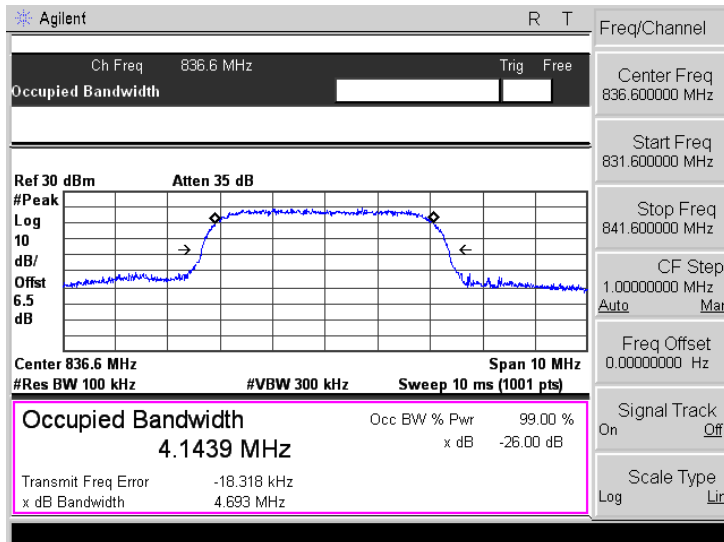 Agilent R T
Ch Freq 836.6 MHz Trig Free
Occupied Bandwidth
Ref 30 dBm Atten 35 dB
#Peak
Log
10
dB/
Offst
6.5
dB
Center 836.6 MHz Span 10 MHz
#Res BW 100 kHz #VBW 300 kHz Sweep 10 ms (1001 pts)
Occupied Bandwidth Occ BW % Pwr 99.00 %
4.1439 MHz x dB -26.00 dB
Transmit Freq Error -18.318 kHz
x dB Bandwidth 4.693 MHz
Freq/Channel
Center Freq
836.600000 MHz
Start Freq
831.600000 MHz
Stop Freq
841.600000 MHz
CF Step
1.00000000 MHz
Auto Man
Freq Offset
0.00000000 Hz
Signal Track
On Off
Scale Type
Log Lin